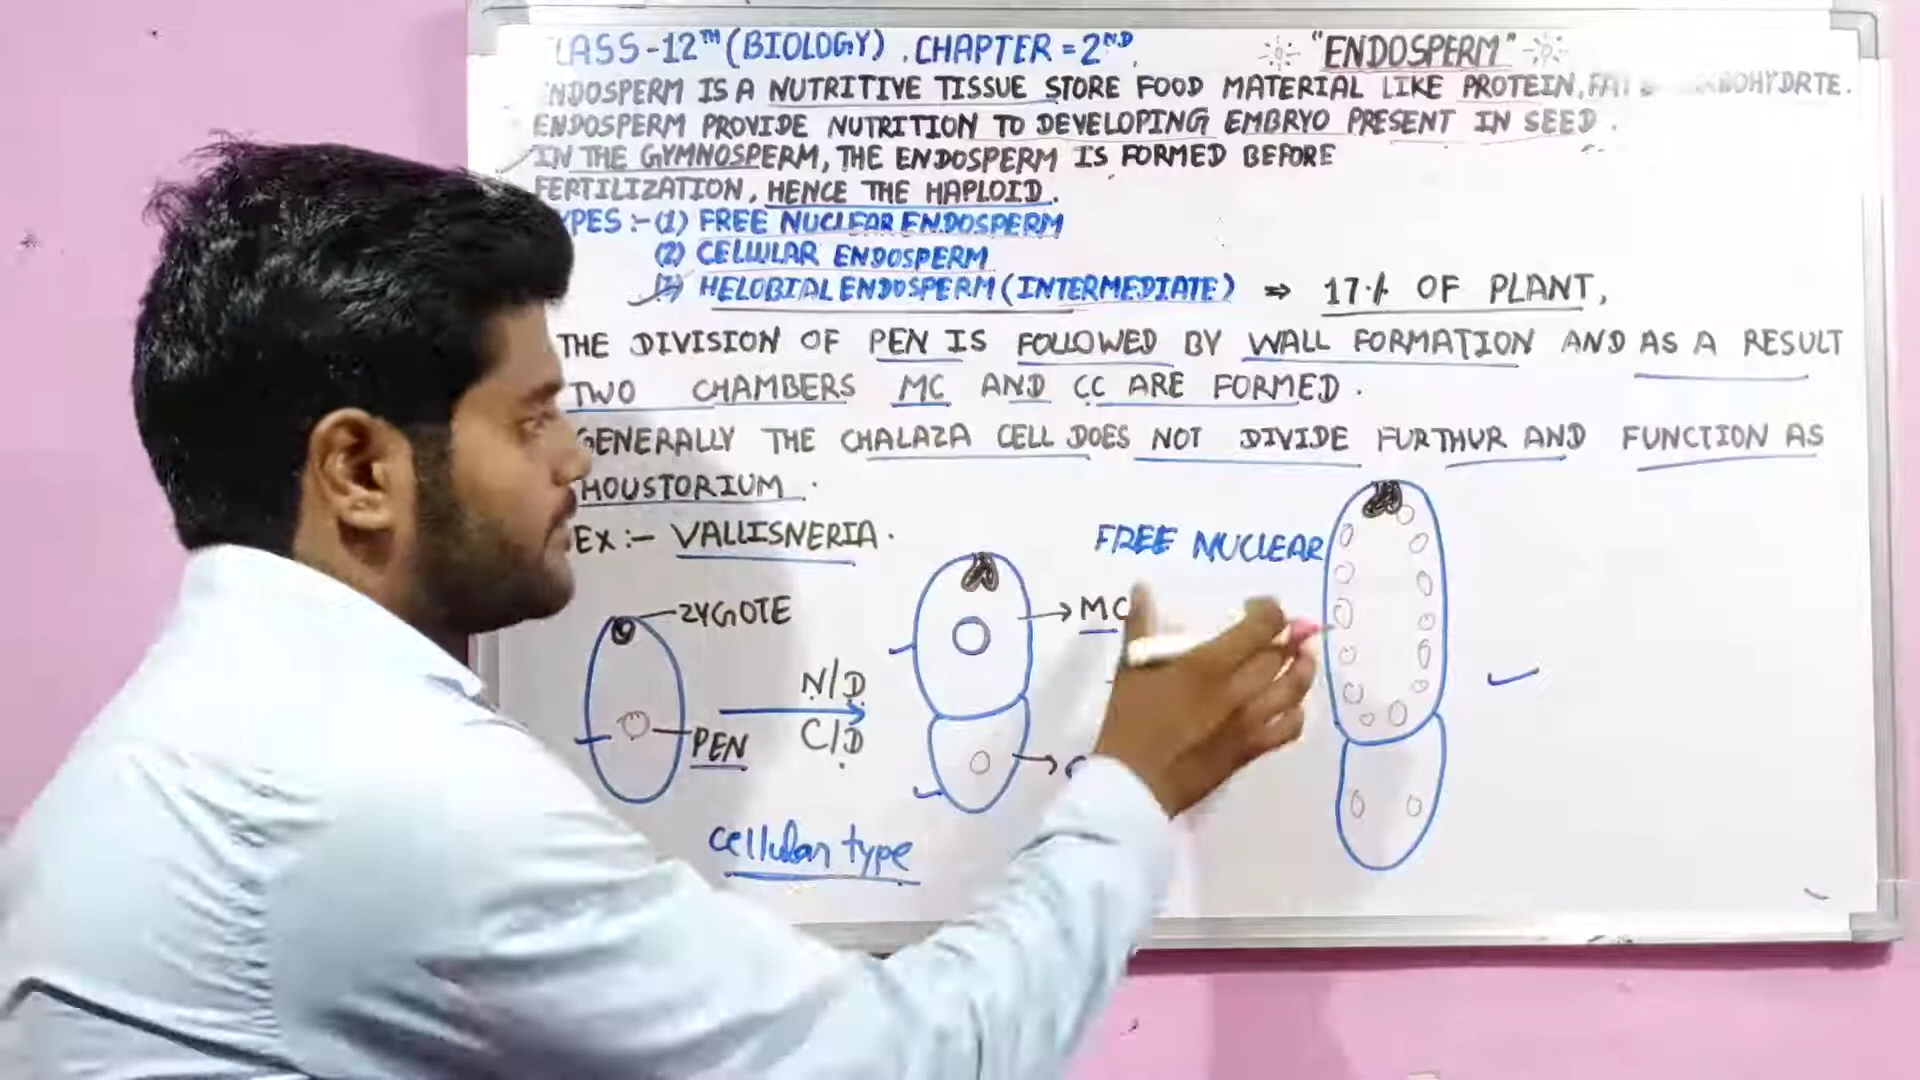 LASS-12TH (BIOLOGY) . CHAPTER = 2ND. "ENDOSPERM"
ENDOSPERM IS A NUTRITIVE TISSUE STORE FOOD MATERIAL LIKE PROTEIN, FAT
ENDOSPERM PROVIDE NUTRITION TO DEVELOPING EMBRYO PRESENT IN SEED .
IN THE GYMNOSPERM, THE ENDOSPERM IS FORMED BEFORE
FERTILIZATION, HENCE THE HAPLOID.
YPES :- (1) FREE NUCLEAR ENDOSPERM
(2) CELLULAR ENDOSPERM
(3) HELOBIAL ENDOSPERM (INTERMEDIATE) ⇒ 17% OF PLANT,
THE DIVISION OF PEN IS FOLLOWED BY WALL FORMATION AND AS A RESULT
TWO CHAMBERS MC AND CC ARE FORMED .
GENERALLY THE CHALAZA CELL DOES NOT DIVIDE FURTHUR AND FUNCTION AS
HOUSTORIUM .
EX :- VALLISNERIA .
FREE NUCLEAR
ZYGOTE
MC
N/D
C/D
PEN
C
cellular type